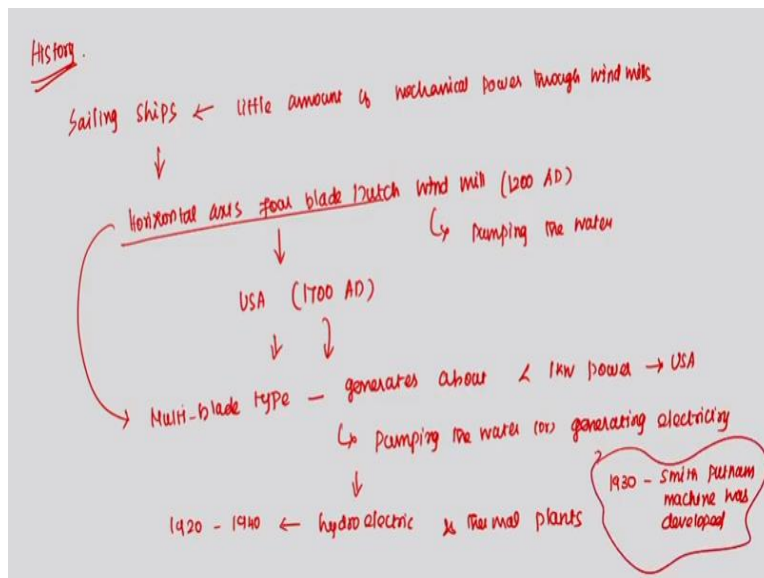 History.
Sailing ships ← little amount of mechanical power through wind mills
↓
Horizontal axis four blade Dutch wind mill (1200 AD)
↳ pumping the water
↓
USA (1700 AD)
↓ ↓
Multi-blade type - generates about < 1kw power → USA
↳ pumping the water (or) generating electricity
↓
1920 - 1940 ← hydroelectric & thermal plants
1930 - Smith putnam
machine was
developed